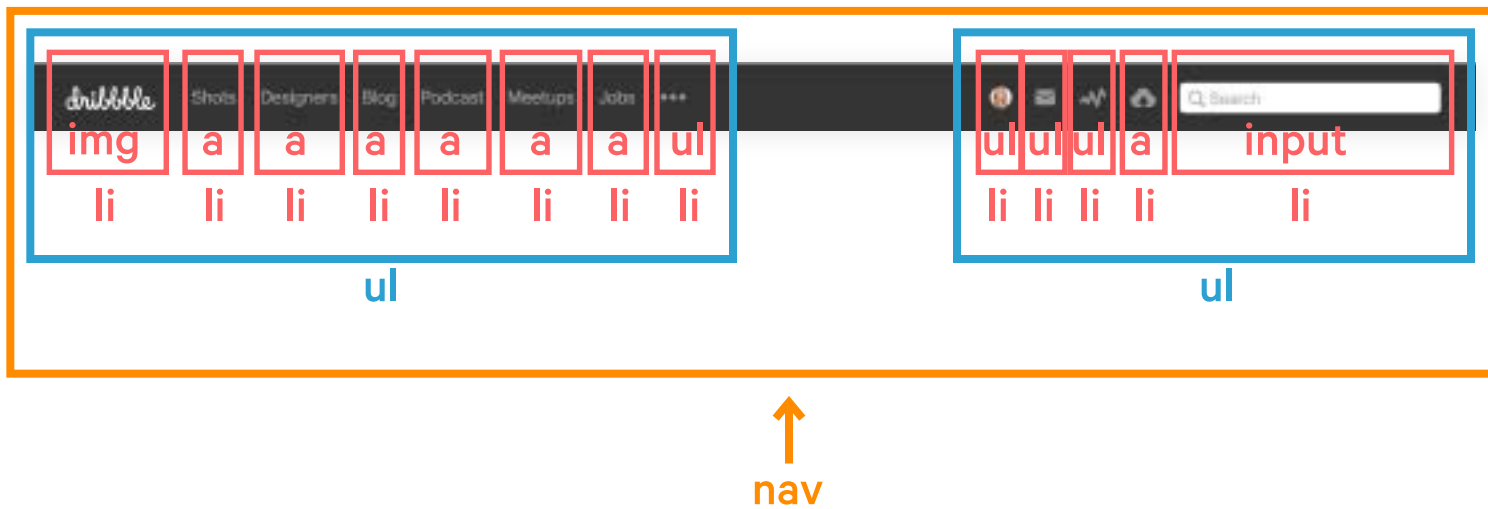 dribbble Shots Designers Blog Podcast Meetups Jobs ••• Search
img a a a a a a ul ul ul ul a input
li li li li li li li li li li li li li
ul ul
nav